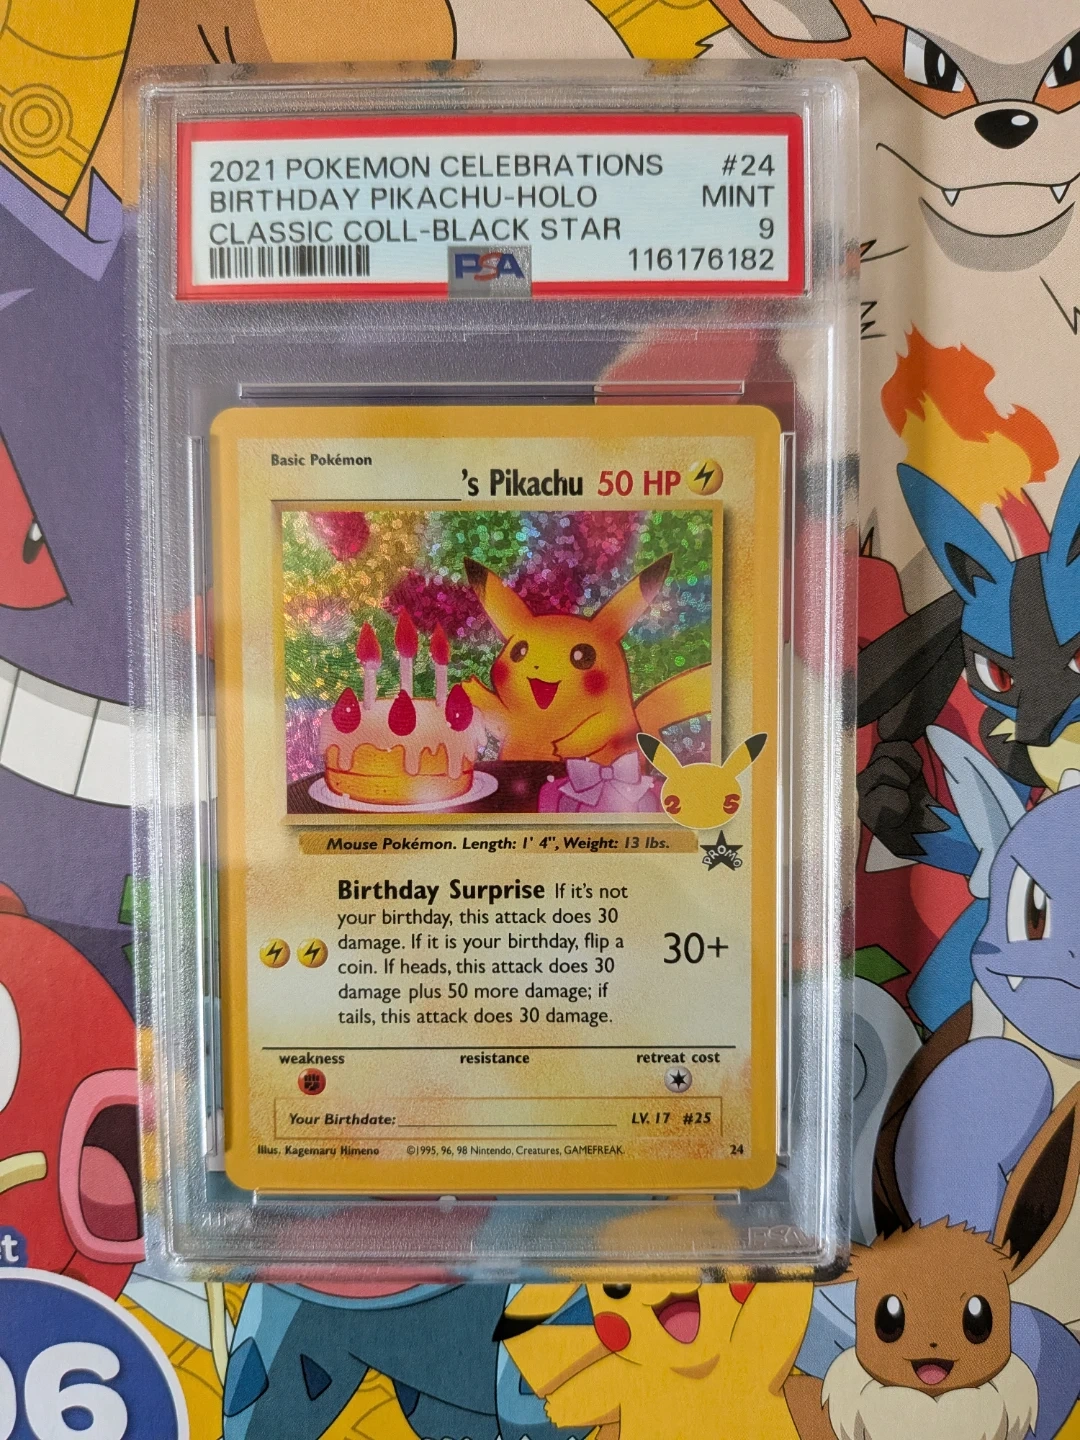 2021 POKEMON CELEBRATIONS #24
BIRTHDAY PIKACHU-HOLO MINT
CLASSIC COLL-BLACK STAR 9
PSA 116176182
Basic Pokémon
's Pikachu 50 HP
25
PROMO
Mouse Pokémon. Length: 1' 4", Weight: 13 lbs.
Birthday Surprise If it's not
your birthday, this attack does 30
damage. If it is your birthday, flip a
coin. If heads, this attack does 30
damage plus 50 more damage; if
tails, this attack does 30 damage.
30+
weakness resistance retreat cost
Your Birthdate: LV. 17 #25
Illus. Kagemaru Himeno ©1995, 96, 98 Nintendo, Creatures, GAMEFREAK. 24
PSA